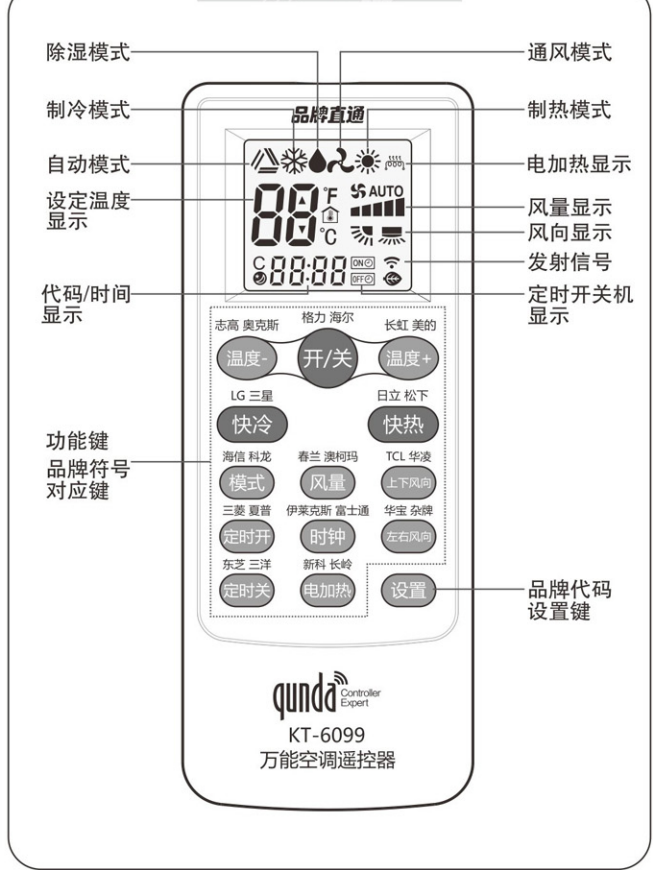 除湿模式
通风模式
制冷模式
制热模式
自动模式
电加热显示
设定温度
显示
风量显示
风向显示
发射信号
代码/时间
显示
定时开关机
显示
品牌直通
88
°F
°C
AUTO
C
88:88
ON
OFF
志高 奥克斯
格力 海尔
长虹 美的
温度-
开/关
温度+
LG 三星
日立 松下
快冷
快热
功能键
品牌符号
对应键
海信 科龙
春兰 澳柯玛
TCL 华凌
模式
风量
上下风向
三菱 夏普
伊莱克斯 富士通
华宝 杂牌
定时开
时钟
左右风向
东芝 三洋
新科 长岭
定时关
电加热
设置
品牌代码
设置键
qunda Controller
Expert
KT-6099
万能空调遥控器